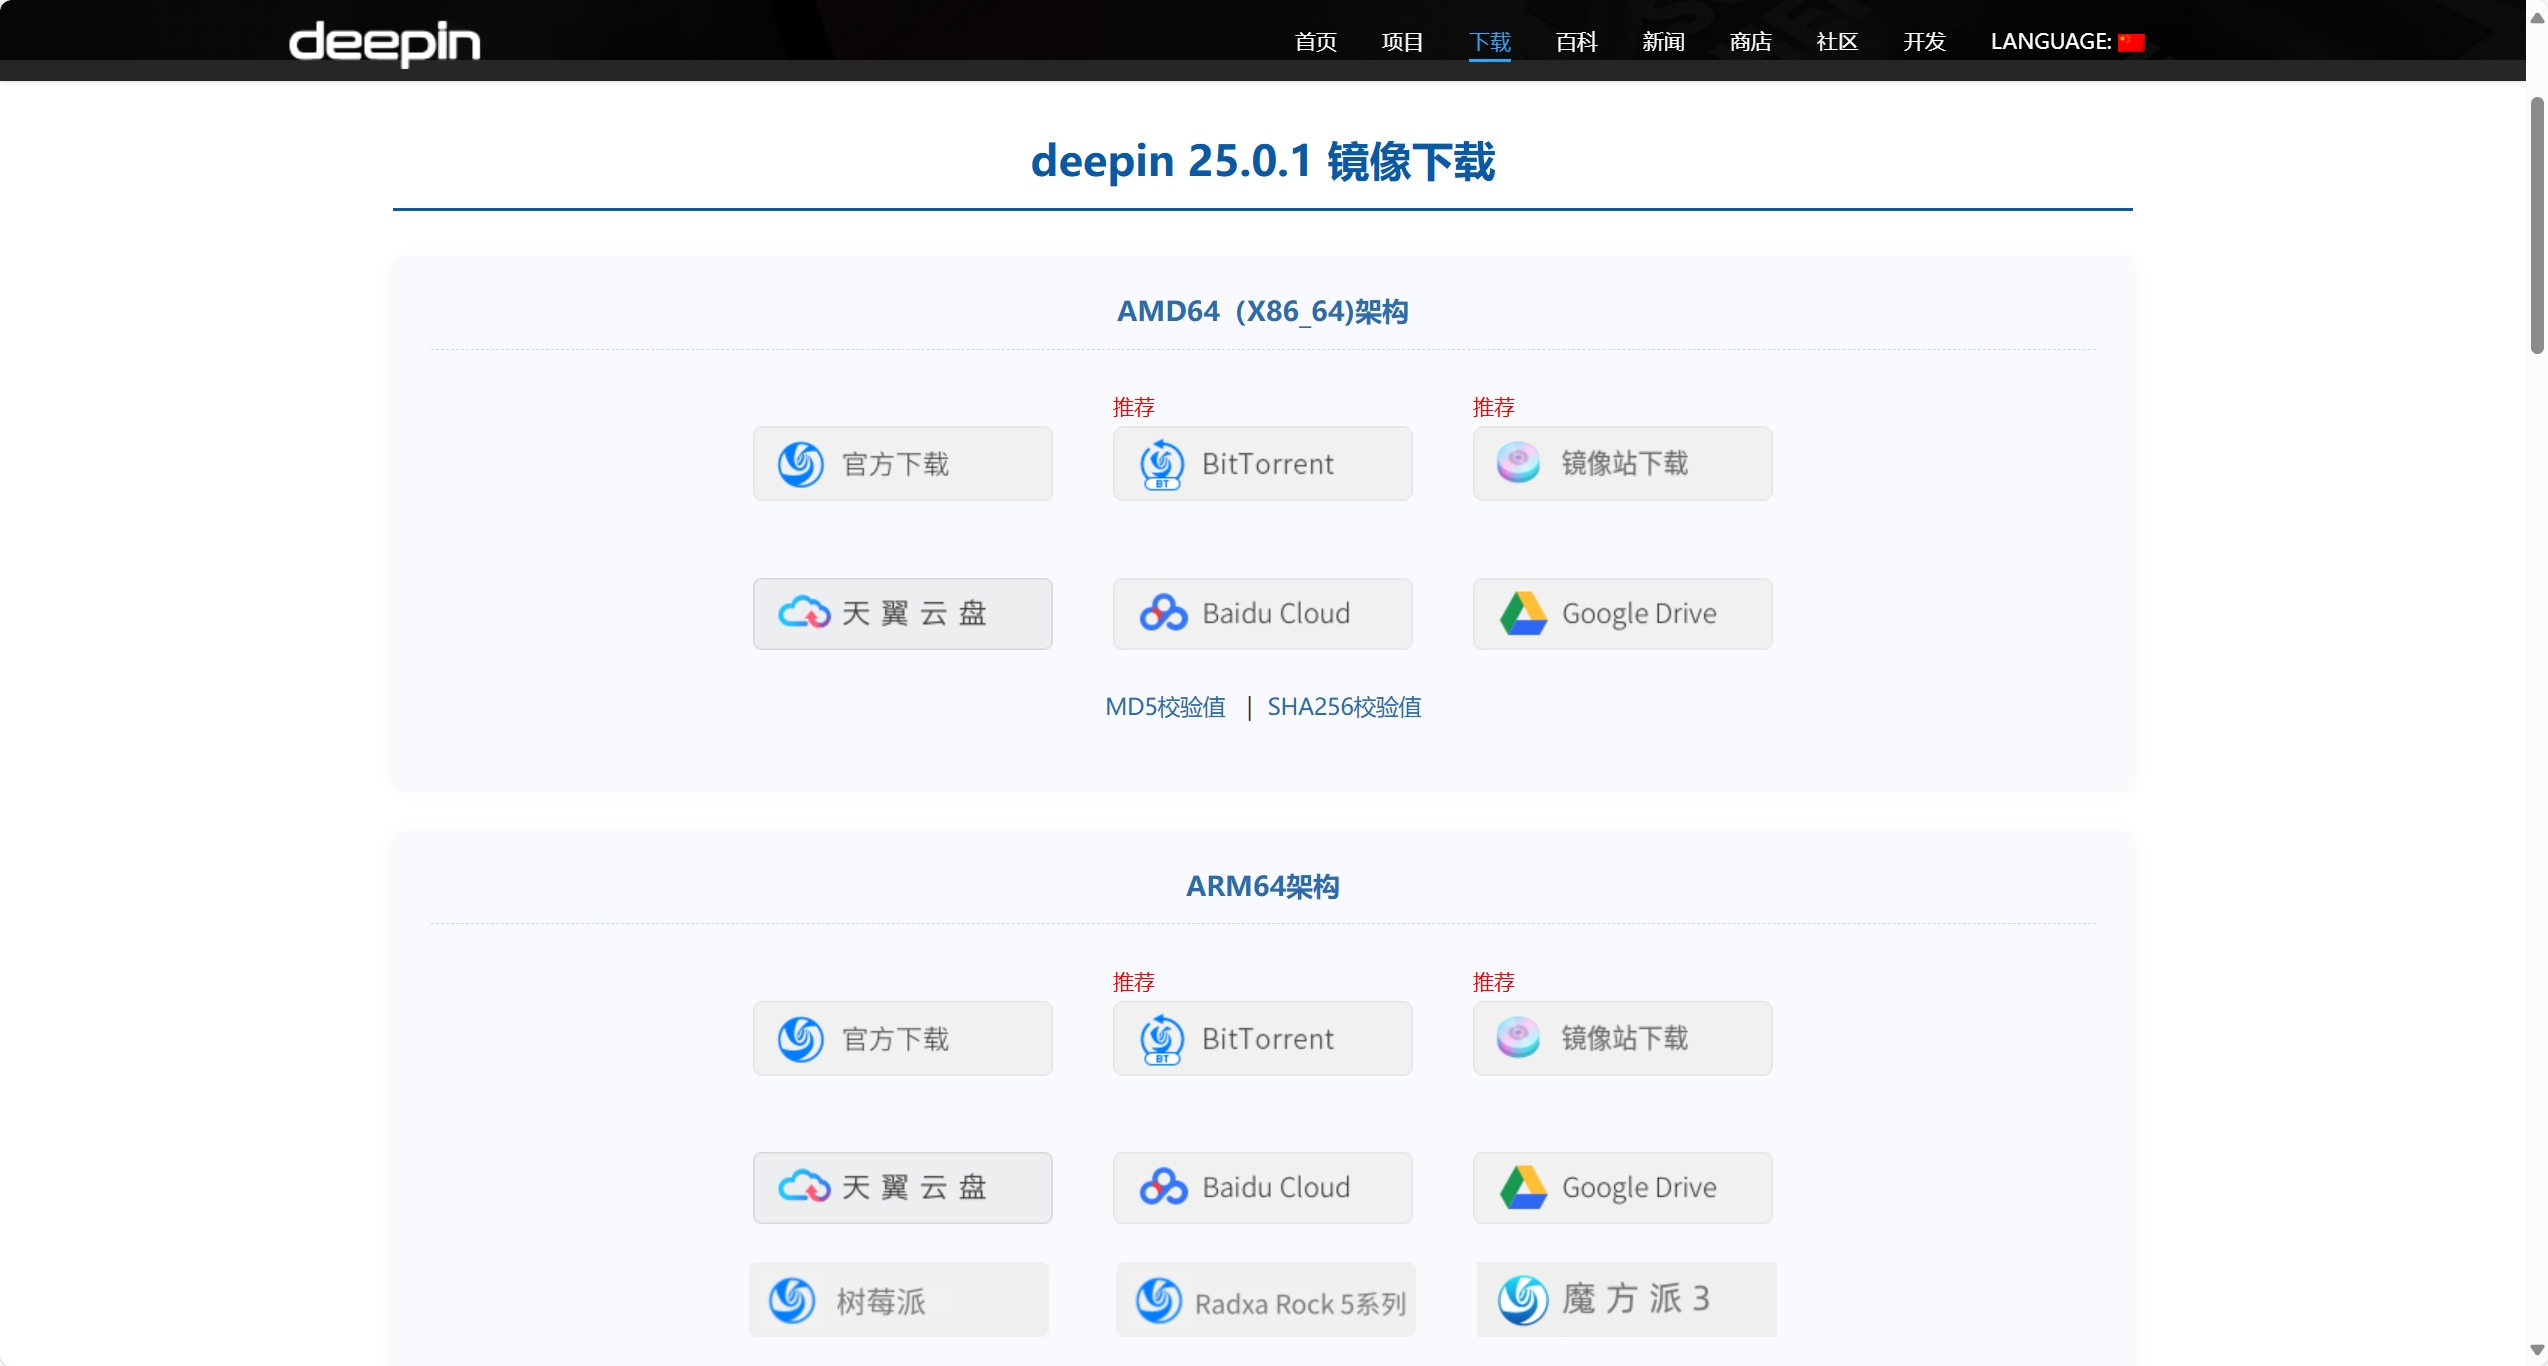 deepin
首页 项目 下载 百科 新闻 商店 社区 开发 LANGUAGE:
deepin 25.0.1 镜像下载
AMD64（X86_64)架构
推荐 推荐
官方下载 BT BitTorrent 镜像站下载
天翼云盘 Baidu Cloud Google Drive
MD5校验值 | SHA256校验值
ARM64架构
推荐 推荐
官方下载 BT BitTorrent 镜像站下载
天翼云盘 Baidu Cloud Google Drive
树莓派 Radxa Rock 5系列 魔方派3